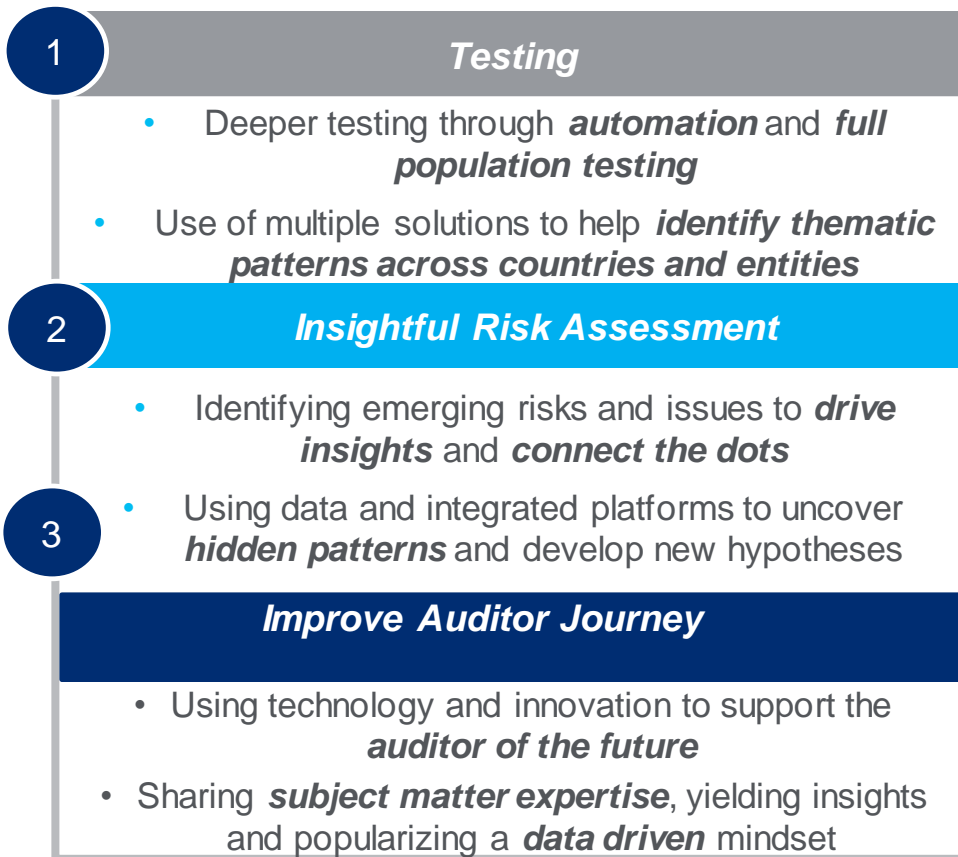 1
Testing
• Deeper testing through automation and full
population testing
• Use of multiple solutions to help identify thematic
patterns across countries and entities
2
Insightful Risk Assessment
• Identifying emerging risks and issues to drive
insights and connect the dots
3
• Using data and integrated platforms to uncover
hidden patterns and develop new hypotheses
Improve Auditor Journey
• Using technology and innovation to support the
auditor of the future
• Sharing subject matter expertise, yielding insights
and popularizing a data driven mindset